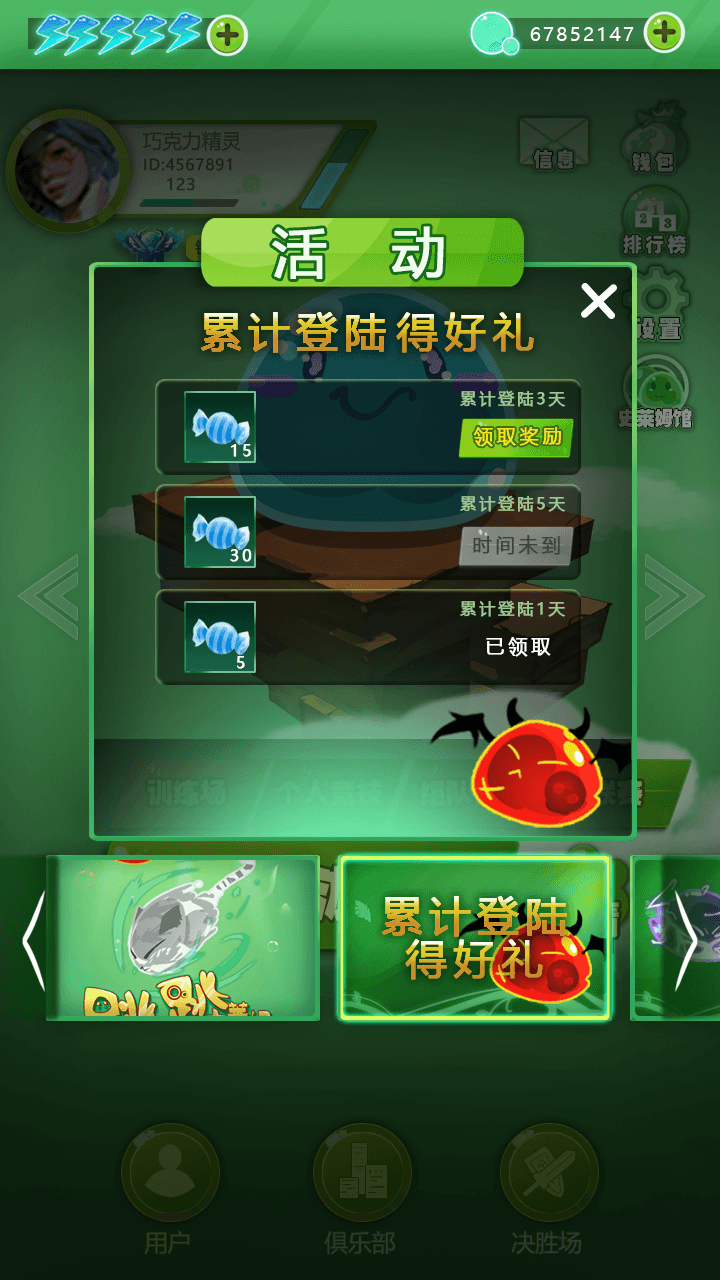 67852147
巧克力精灵
ID:4567891
123
信息
钱包
排行榜
活 动
设置
累计登陆得好礼
史莱姆馆
累计登陆3天
15
领取奖励
累计登陆5天
30
时间未到
累计登陆1天
5
已领取
训练场
累计登陆
得好礼
用户
俱乐部
决胜场